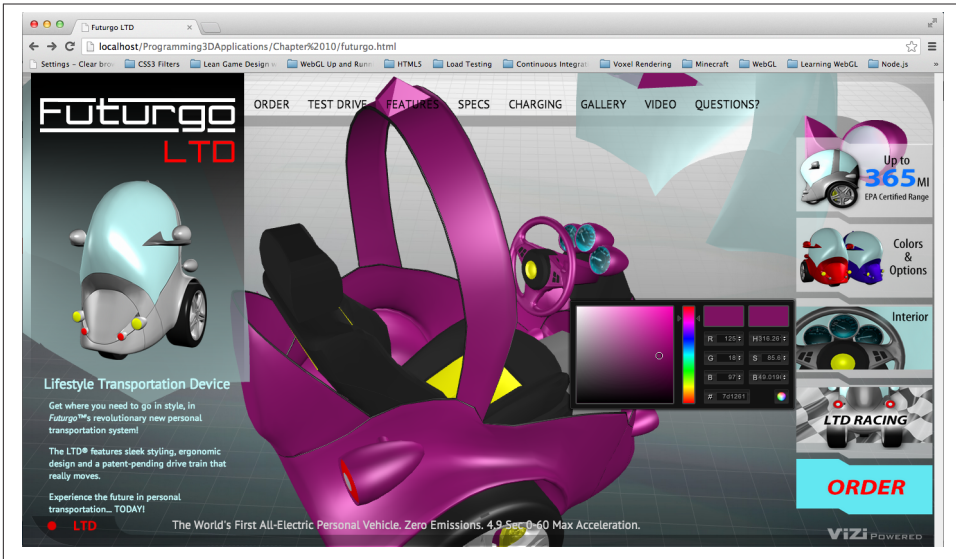 Futurgo LTD
localhost/Programming3DApplications/Chapter%2010/futurgo.html
Settings - Clear brow CSS3 Filters Lean Game Design w WebGL Up and Runn HTML5 Load Testing Continuous Integrat Voxel Rendering Minecraft WebGL Learning WebGL Node.js »
Futurgo
LTD
ORDER TEST DRIVE FEATURES SPECS CHARGING GALLERY VIDEO QUESTIONS?
Up to
365 MI
EPA Certified Range
Colors
&
Options
Interior
R 125 H 316.26
G 18 S 85.6
B 97 B 49.019
# 7d1261
LTD RACING
ORDER
Lifestyle Transportation Device
Get where you need to go in style, in
Futurgo™'s revolutionary new personal
transportation system!
The LTD® features sleek styling, ergonomic
design and a patent-pending drive train that
really moves.
Experience the future in personal
transportation... TODAY!
LTD
The World's First All-Electric Personal Vehicle. Zero Emissions. 4.9 Sec 0-60 Max Acceleration.
ViZi POWERED